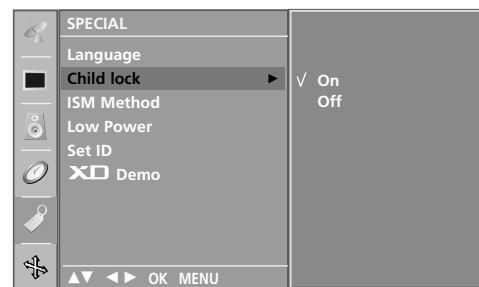 SPECIAL
Language
Child lock ► √ On
ISM Method Off
Low Power
Set ID
XD Demo
▲▼ ◄► OK MENU